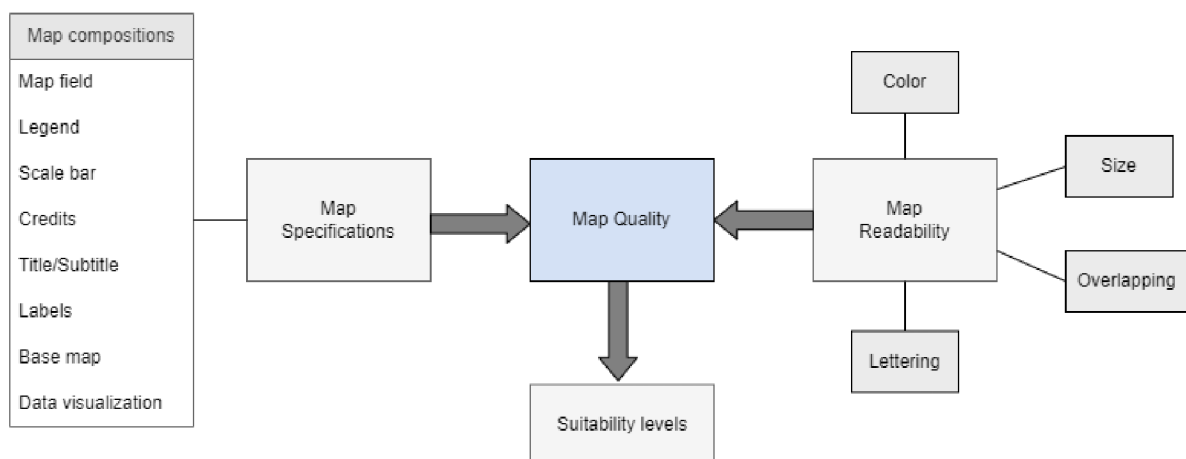 Map compositions
Map field
Legend
Scale bar
Credits
Title/Subtitle
Labels
Base map
Data visualization
Map
Specifications
Map Quality
Suitability levels
Map
Readability
Color
Size
Overlapping
Lettering